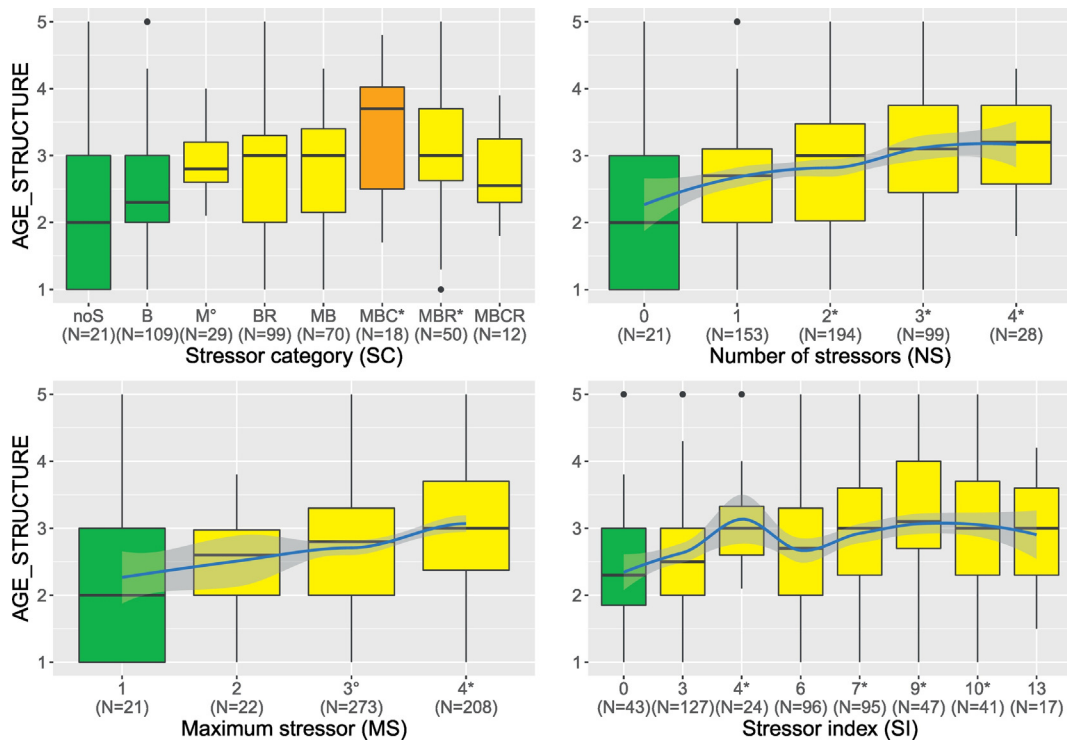 AGE_STRUCTURE
5
4
3
2
1
noS B M° BR MB MBC* MBR* MBCR
(N=21) (N=109) (N=29) (N=99) (N=70) (N=18) (N=50) (N=12)
Stressor category (SC)
5
4
3
2
1
0 1 2* 3* 4*
(N=21) (N=153) (N=194) (N=99) (N=28)
Number of stressors (NS)
AGE_STRUCTURE
5
4
3
2
1
1 2 3° 4*
(N=21) (N=22) (N=273) (N=208)
Maximum stressor (MS)
5
4
3
2
1
0 3 4* 6 7* 9* 10* 13
(N=43) (N=127) (N=24) (N=96) (N=95) (N=47) (N=41) (N=17)
Stressor index (SI)